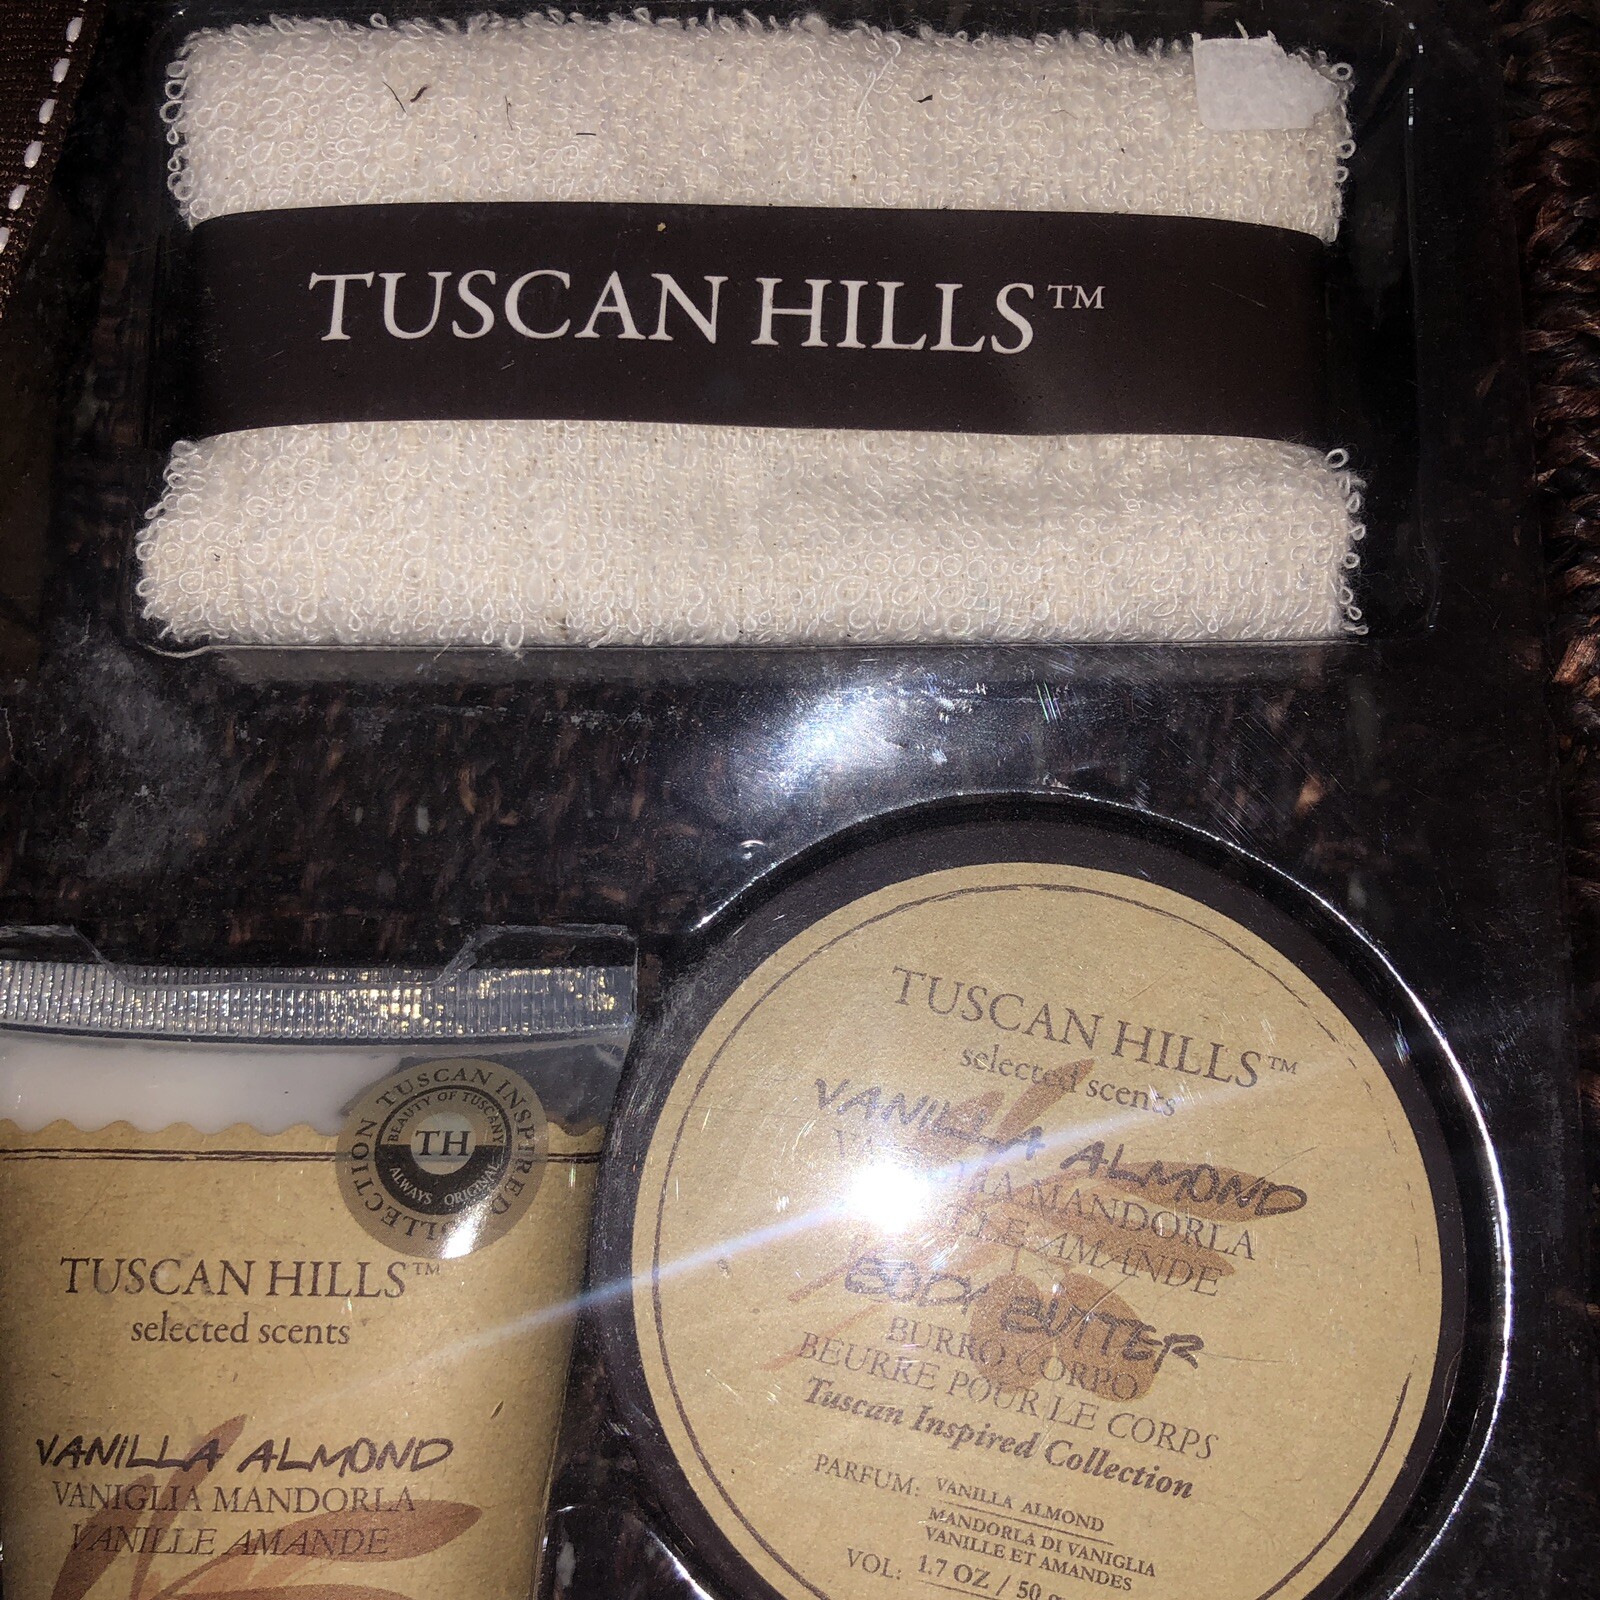 TUSCAN HILLS™
TUSCAN INSPIRED COLLECTION
BEAUTY OF TUSCANY
TH
ALWAYS ORIGINAL
TUSCAN HILLS™
selected scents
VANILLA ALMOND
VANIGLIA MANDORLA
VANILLE AMANDE
TUSCAN HILLS™
selected scents
VANILLA ALMOND
MANDORLA
AMANDE
BODY BUTTER
BURRO CORPO
BEURRE POUR LE CORPS
Tuscan Inspired Collection
PARFUM: VANILLA ALMOND
MANDORLA DI VANIGLIA
VANILLE ET AMANDES
VOL: 1.7 OZ / 50